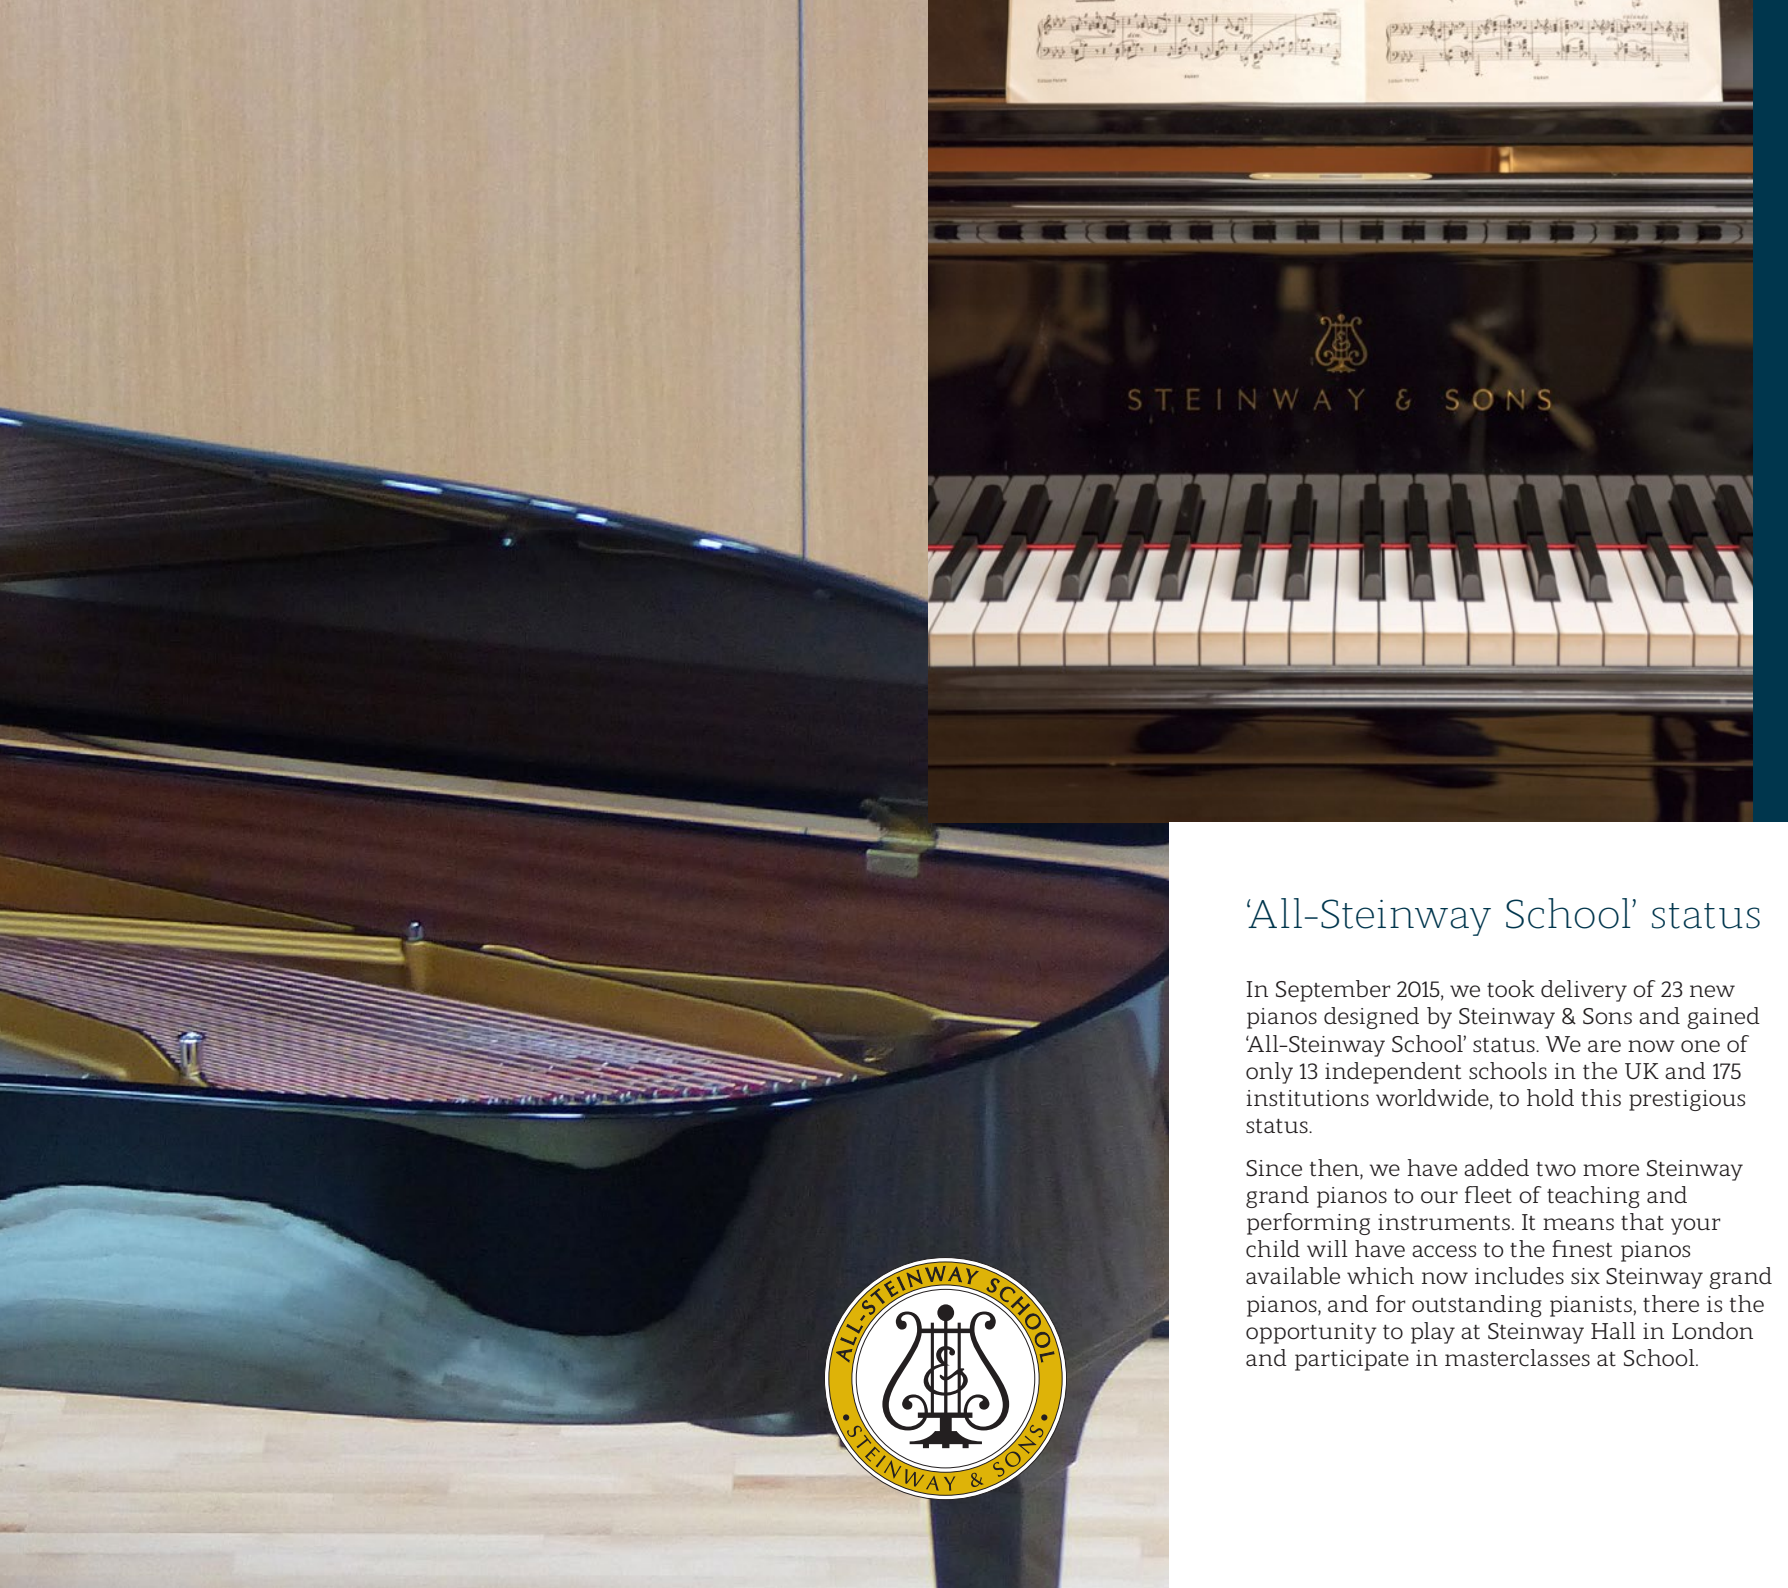 STEINWAY & SONS
ALL-STEINWAY SCHOOL
• STEINWAY & SONS •
‘All-Steinway School’ status
In September 2015, we took delivery of 23 new
pianos designed by Steinway & Sons and gained
‘All-Steinway School’ status. We are now one of
only 13 independent schools in the UK and 175
institutions worldwide, to hold this prestigious
status.
Since then, we have added two more Steinway
grand pianos to our fleet of teaching and
performing instruments. It means that your
child will have access to the finest pianos
available which now includes six Steinway grand
pianos, and for outstanding pianists, there is the
opportunity to play at Steinway Hall in London
and participate in masterclasses at School.